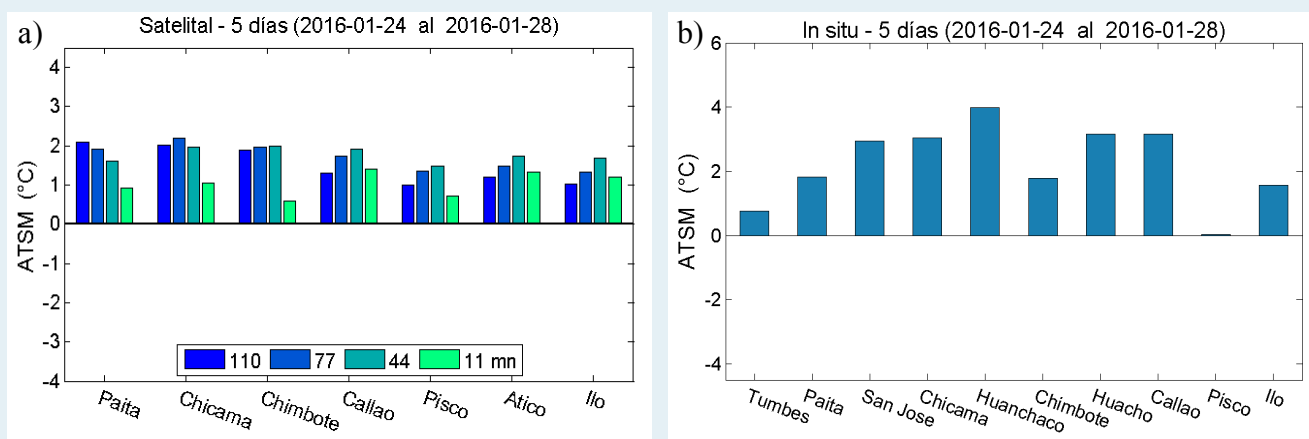 a)
Satelital - 5 días (2016-01-24 al 2016-01-28)
ATSM (°C)
4
3
2
1
0
-1
-2
-3
-4
110 77 44 11 mn
Paita Chicama Chimbote Callao Pisco Atico Ilo
b)
In situ - 5 días (2016-01-24 al 2016-01-28)
ATSM (°C)
6
4
2
0
-2
-4
Tumbes Paita San Jose Chicama Huanchaco Chimbote Huacho Callao Pisco Ilo